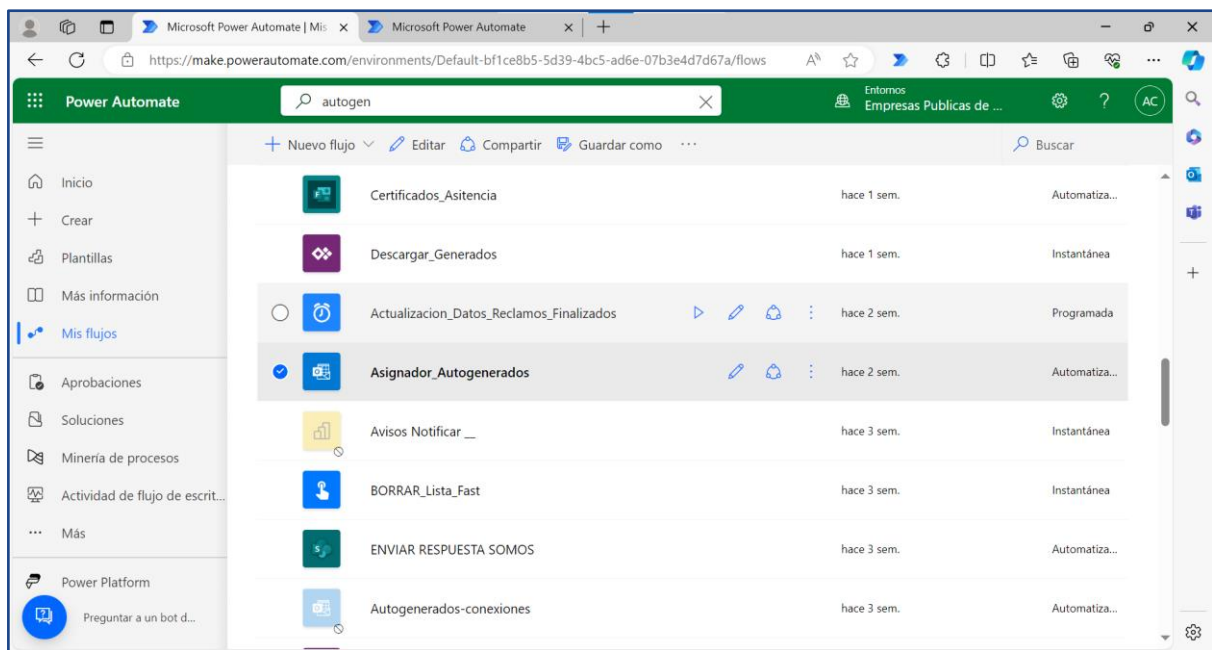 Microsoft Power Automate | Mis
Microsoft Power Automate
https://make.powerautomate.com/environments/Default-bf1ce8b5-5d39-4bc5-ad6e-07b3e4d7d67a/flows
Power Automate
autogen
Entornos
Empresas Publicas de ...
AC
Nuevo flujo
Editar
Compartir
Guardar como
Buscar
Inicio
Crear
Plantillas
Más información
Mis flujos
Aprobaciones
Soluciones
Minería de procesos
Actividad de flujo de escrit...
Más
Power Platform
Preguntar a un bot d...
Certificados_Asitencia hace 1 sem. Automatiza...
Descargar_Generados hace 1 sem. Instantánea
Actualizacion_Datos_Reclamos_Finalizados hace 2 sem. Programada
Asignador_Autogenerados hace 2 sem. Automatiza...
Avisos Notificar __ hace 3 sem. Instantánea
BORRAR_Lista_Fast hace 3 sem. Instantánea
ENVIAR RESPUESTA SOMOS hace 3 sem. Automatiza...
Autogenerados-conexiones hace 3 sem. Automatiza...